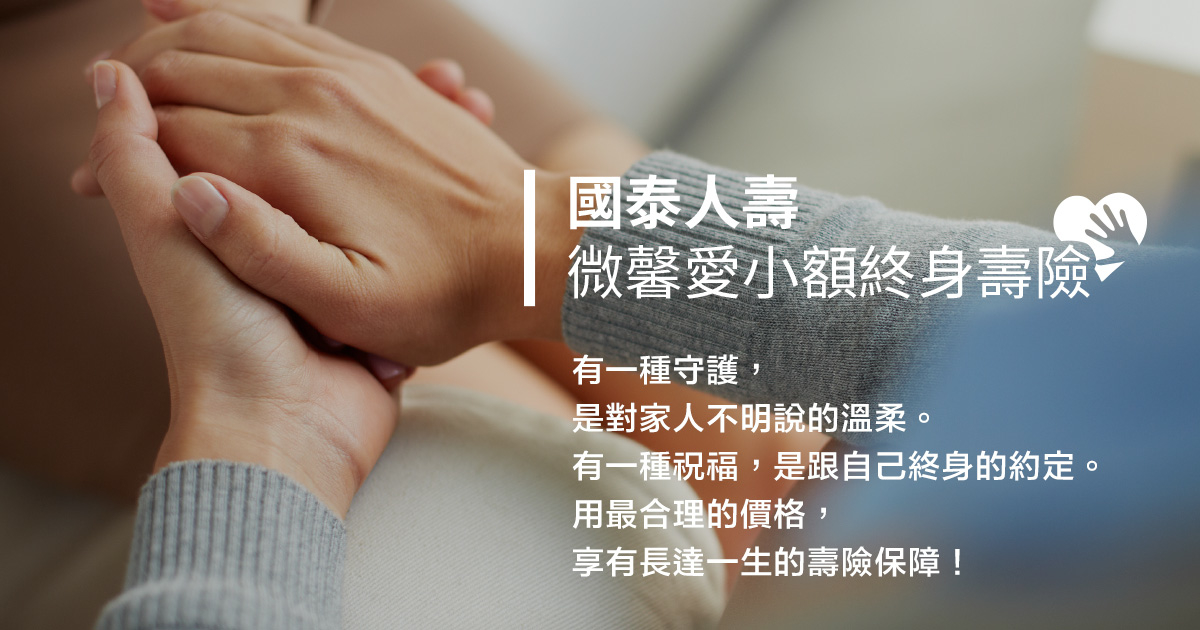 國泰人壽
微馨愛小額終身壽險
有一種守護，
是對家人不明說的溫柔。
有一種祝福，是跟自己終身的約定。
用最合理的價格，
享有長達一生的壽險保障！